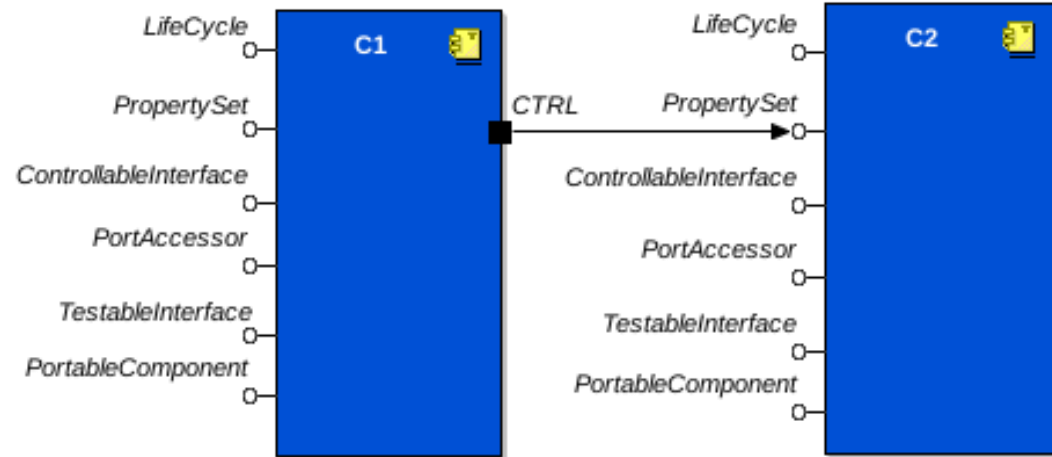 LifeCycle
C1
LifeCycle
C2
PropertySet
CTRL
PropertySet
ControllableInterface
ControllableInterface
PortAccessor
PortAccessor
TestableInterface
TestableInterface
PortableComponent
PortableComponent